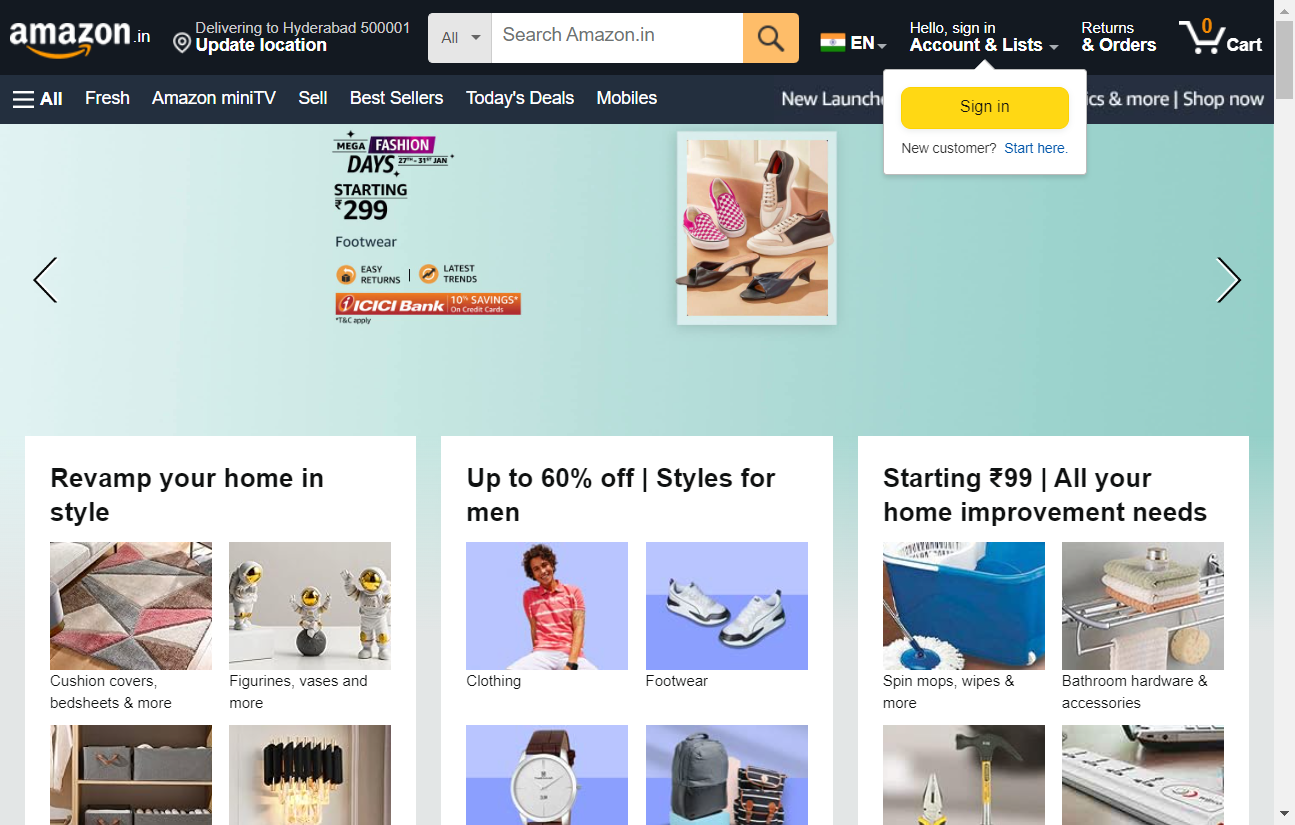 amazon.in
Delivering to Hyderabad 500001
Update location
All
Search Amazon.in
EN
Hello, sign in
Account & Lists
Returns
& Orders
0
Cart
All
Fresh
Amazon miniTV
Sell
Best Sellers
Today's Deals
Mobiles
New Launche
ics & more | Shop now
Sign in
New customer? Start here.
MEGA FASHION
DAYS 27TH - 31ST JAN
STARTING
₹299
Footwear
EASY
RETURNS
LATEST
TRENDS
ICICI Bank
10% SAVINGS*
On Credit Cards
*T&C apply
Revamp your home in
style
Cushion covers,
bedsheets & more
Figurines, vases and
more
Up to 60% off | Styles for
men
Clothing
Footwear
Starting ₹99 | All your
home improvement needs
Spin mops, wipes &
more
Bathroom hardware &
accessories